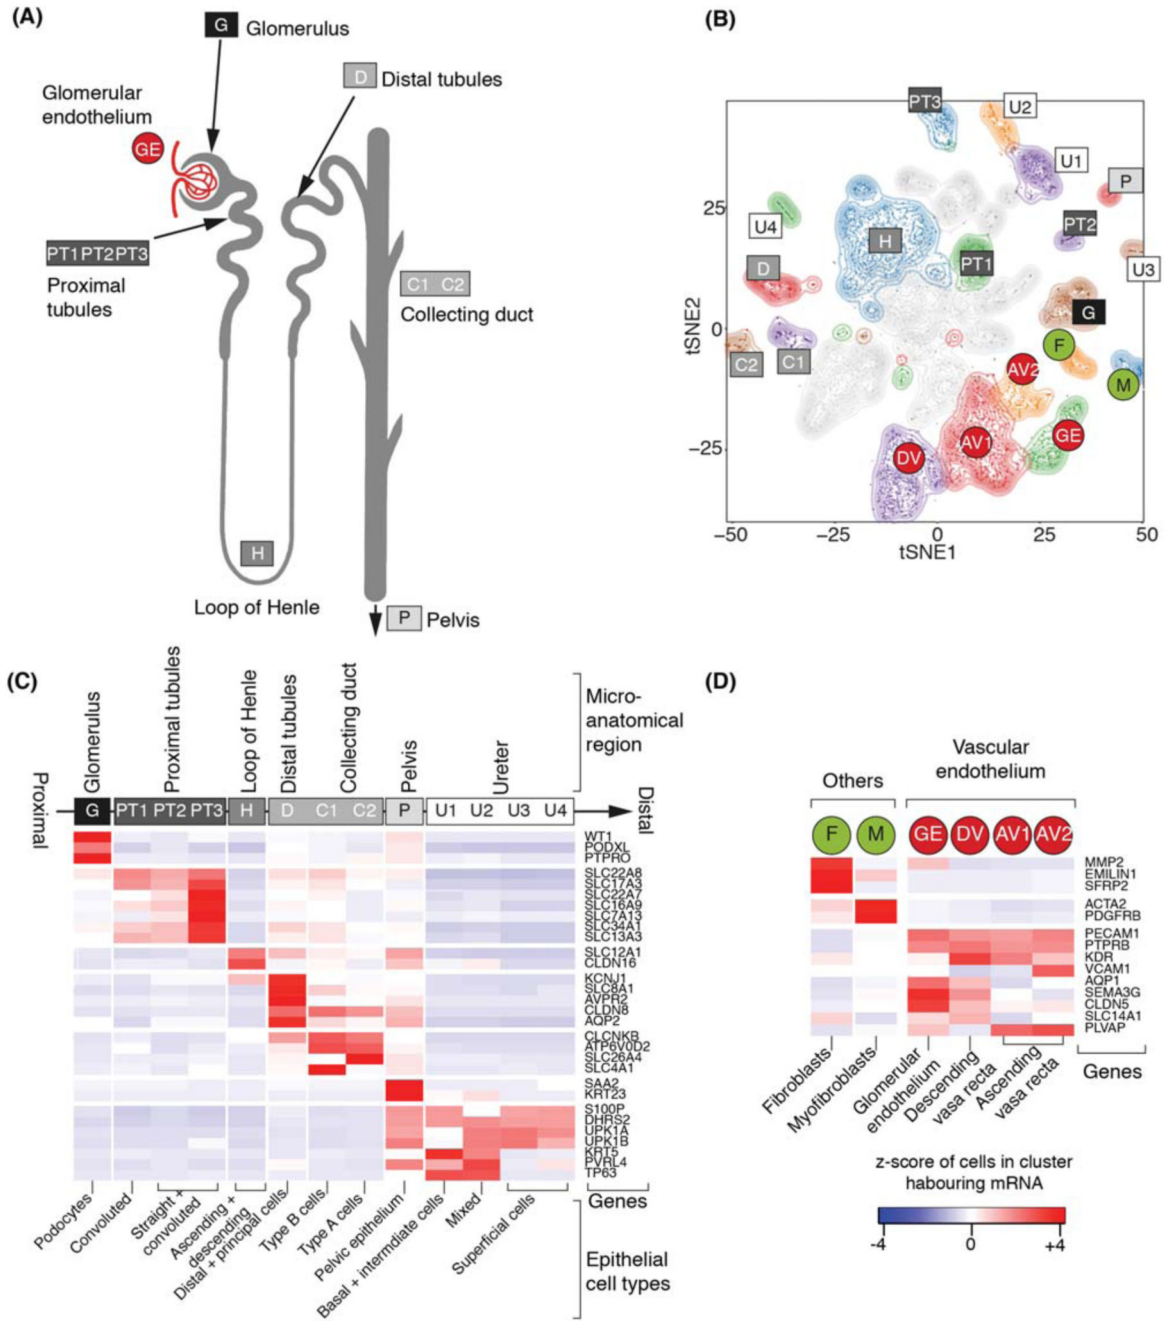 (A)
G Glomerulus
D Distal tubules
Glomerular
endothelium
GE
PT1 PT2 PT3
Proximal
tubules
C1 C2
Collecting duct
H
Loop of Henle
P Pelvis
(B)
PT3
U2
U1
P
U4
PT2
H
PT1
U3
D
G
F
C2
C1
AV2
M
AV1
GE
DV
25
0
−25
tSNE2
−50
−25
0
25
50
tSNE1
(C)
Glomerulus
Proximal tubules
Loop of Henle
Distal tubules
Collecting duct
Pelvis
Ureter
Micro-
anatomical
region
Proximal
G PT1 PT2 PT3 H D C1 C2 P U1 U2 U3 U4
Distal
WT1
PODXL
PTPRO
SLC22A8
SLC17A3
SLC22A7
SLC16A9
SLC7A13
SLC34A1
SLC13A3
SLC12A1
CLDN16
KCNJ1
SLC8A1
AVPR2
CLDN8
AQP2
CLCNKB
ATP6V0D2
SLC26A4
SLC4A1
SAA2
KRT23
S100P
DHRS2
UPK1A
UPK1B
KRT5
PVRL4
TP63
Genes
Podocytes
Convoluted
Straight +
convoluted
Ascending +
descending
Distal + principal cells
Type B cells
Type A cells
Pelvic epithelium
Basal + intermdiate cells
Mixed
Superficial cells
Epithelial
cell types
(D)
Vascular
endothelium
Others
F M GE DV AV1 AV2
MMP2
EMILIN1
SFRP2
ACTA2
PDGFRB
PECAM1
PTPRB
KDR
VCAM1
AQP1
SEMA3G
CLDN5
SLC14A1
PLVAP
Genes
Fibroblasts
Myofibroblasts
Glomerular
endothelium
Descending
vasa recta
Ascending
vasa recta
z-score of cells in cluster
habouring mRNA
-4 0 +4